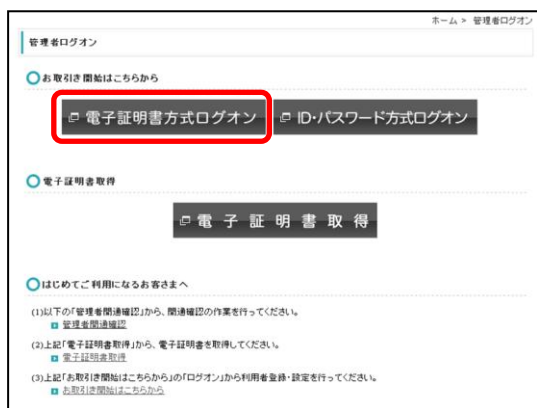 ホーム > 管理者ログオン
管理者ログオン
お取引き開始はこちらから
電子証明書方式ログオン
ID・パスワード方式ログオン
電子証明書取得
電子証明書取得
はじめてご利用になるお客さまへ
(1)以下の「管理者開通確認」から、開通確認の作業を行ってください。
管理者開通確認
(2)上記「電子証明書取得」から、電子証明書を取得してください。
電子証明書取得
(3)上記「お取引き開始はこちらから」の「ログオン」から利用者登録・設定を行ってください。
お取引き開始はこちらから